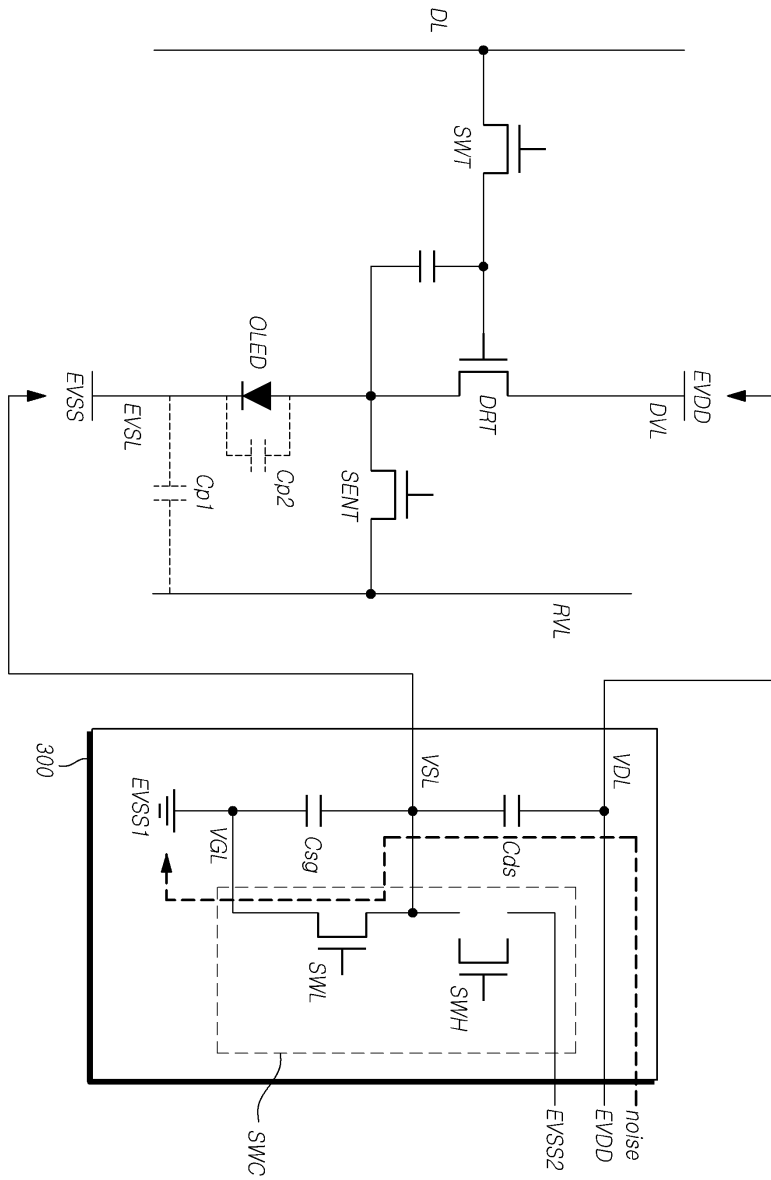 DL
SWT
OLED
EVSS
EVSL
DRT
DVL
EVDD
Cp2
Cp1
SENT
RVL
300
EVSS1
VGL
VSL
VDL
Csg
Cds
SWL
SWH
SWC
EVSS2
EVDD
noise